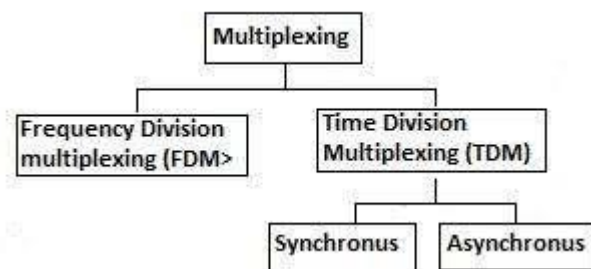 Multiplexing
Frequency Division
multiplexing (FDM>
Time Division
Multiplexing (TDM)
Synchronus
Asynchronus